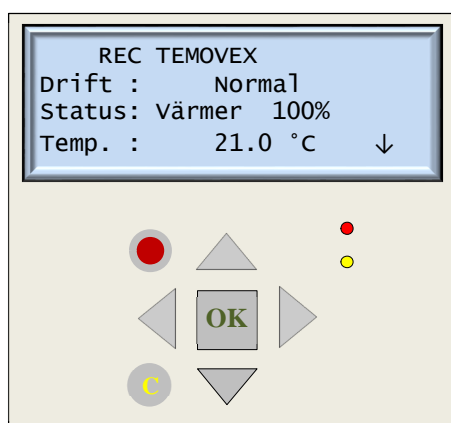 REC TEMOVEX
Drift : Normal
Status: Värmer 100%
Temp. : 21.0 °C ↓
OK
C